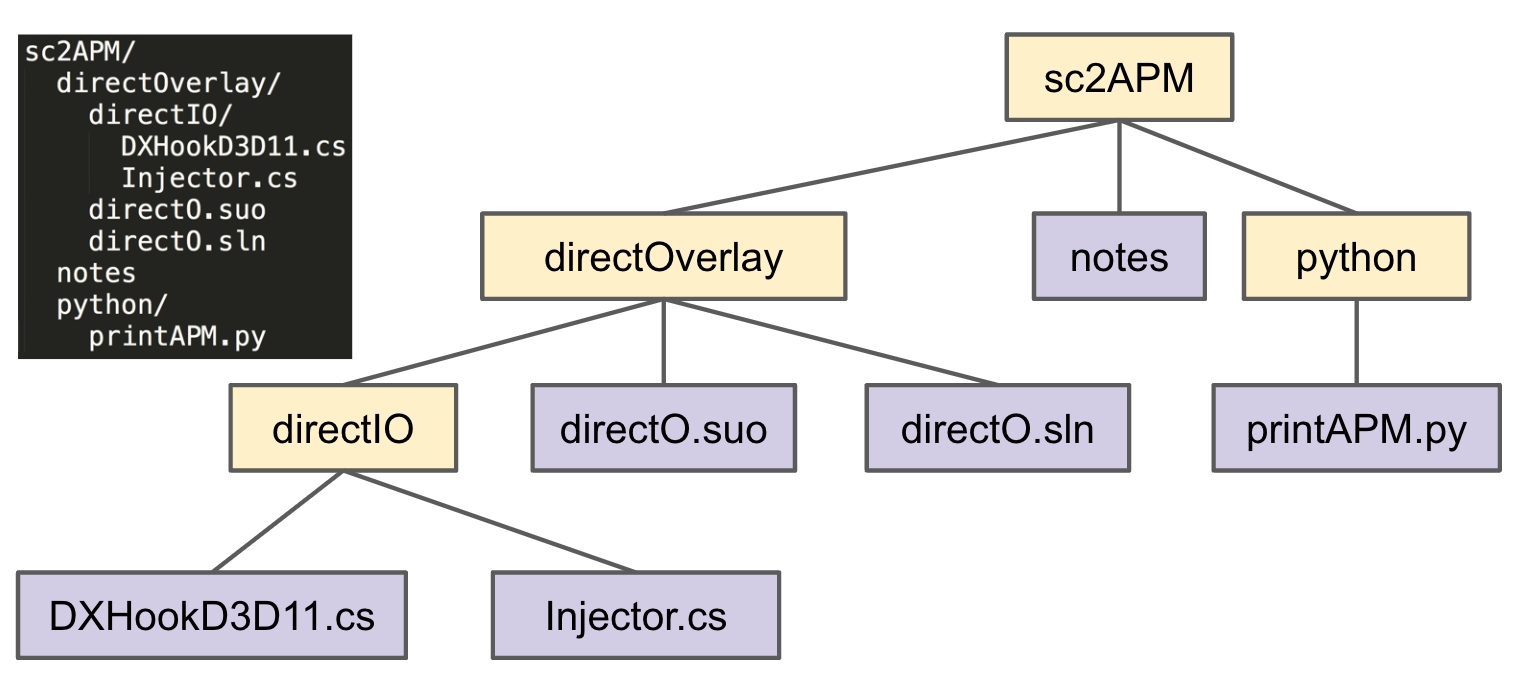 sc2APM/
directOverlay/
directIO/
DXHookD3D11.cs
Injector.cs
directO.suo
directO.sln
notes
python/
printAPM.py
sc2APM
directOverlay
notes
python
directIO
directO.suo
directO.sln
printAPM.py
DXHookD3D11.cs
Injector.cs